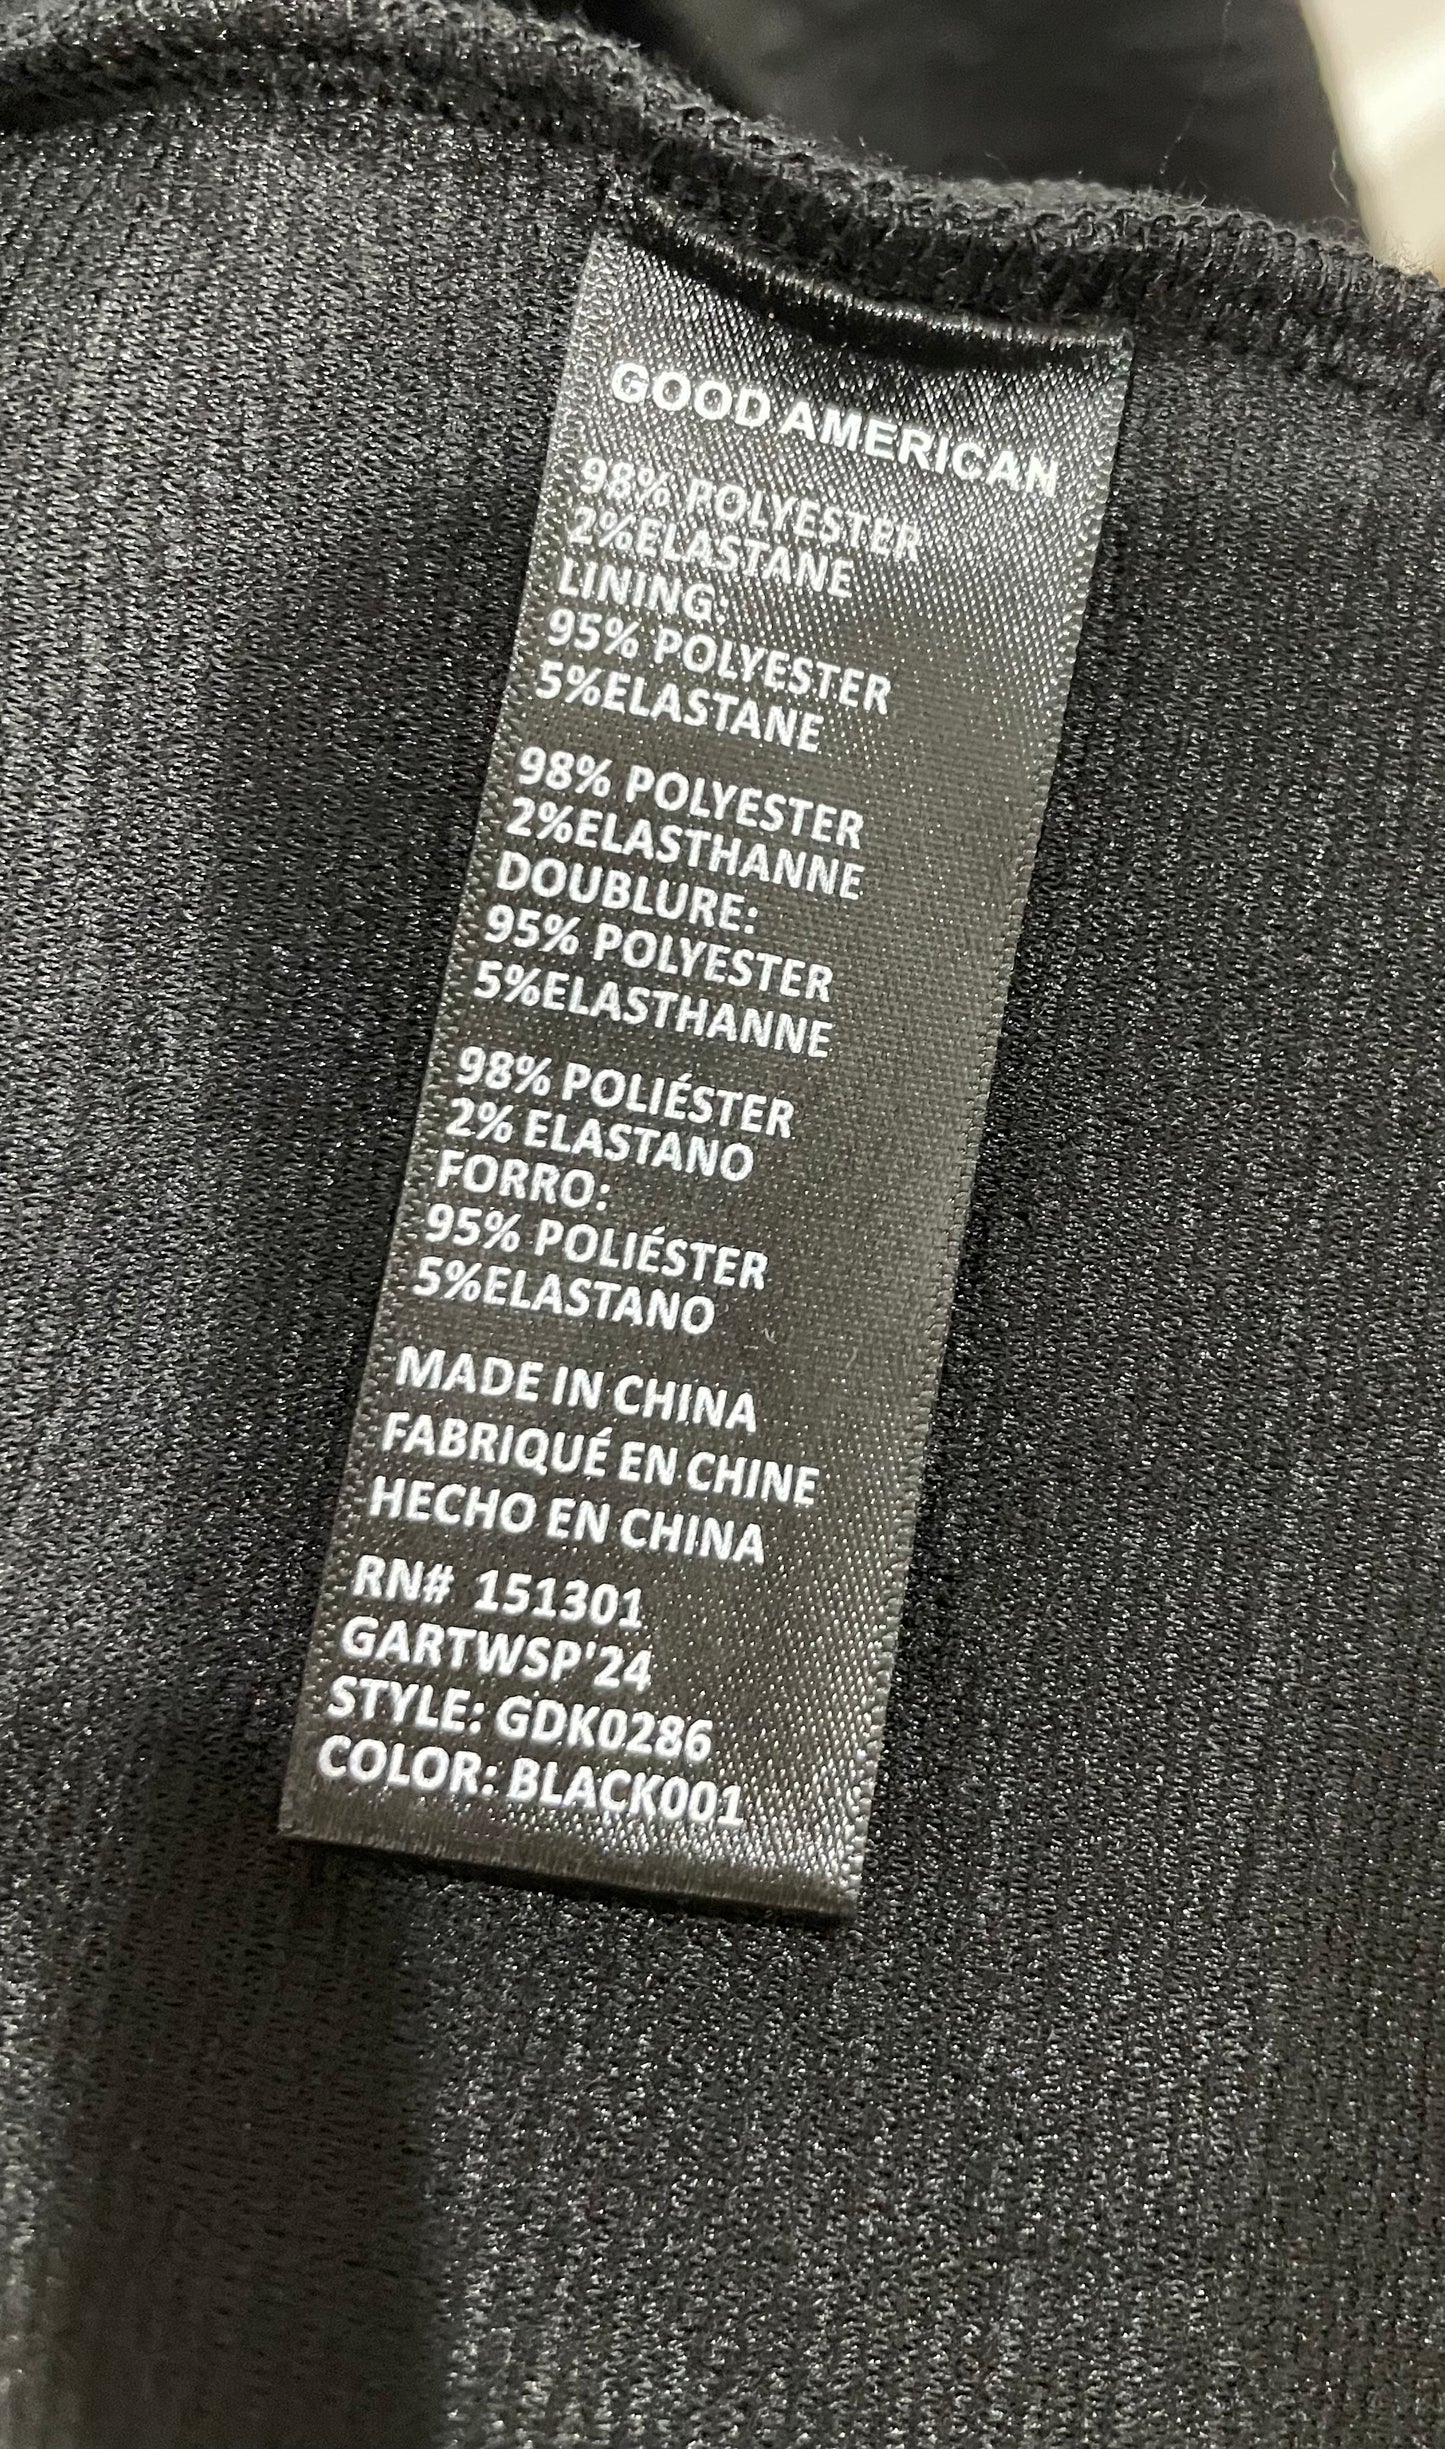 GOOD AMERICAN
98% POLYESTER
2%ELASTANE
LINING:
95% POLYESTER
5%ELASTANE
98% POLYESTER
2%ELASTHANNE
DOUBLURE:
95% POLYESTER
5%ELASTHANNE
98% POLIÉSTER
2% ELASTANO
FORRO:
95% POLIÉSTER
5%ELASTANO
MADE IN CHINA
FABRIQUÉ EN CHINE
HECHO EN CHINA
RN# 151301
GARTWSP'24
STYLE: GDK0286
COLOR: BLACK001